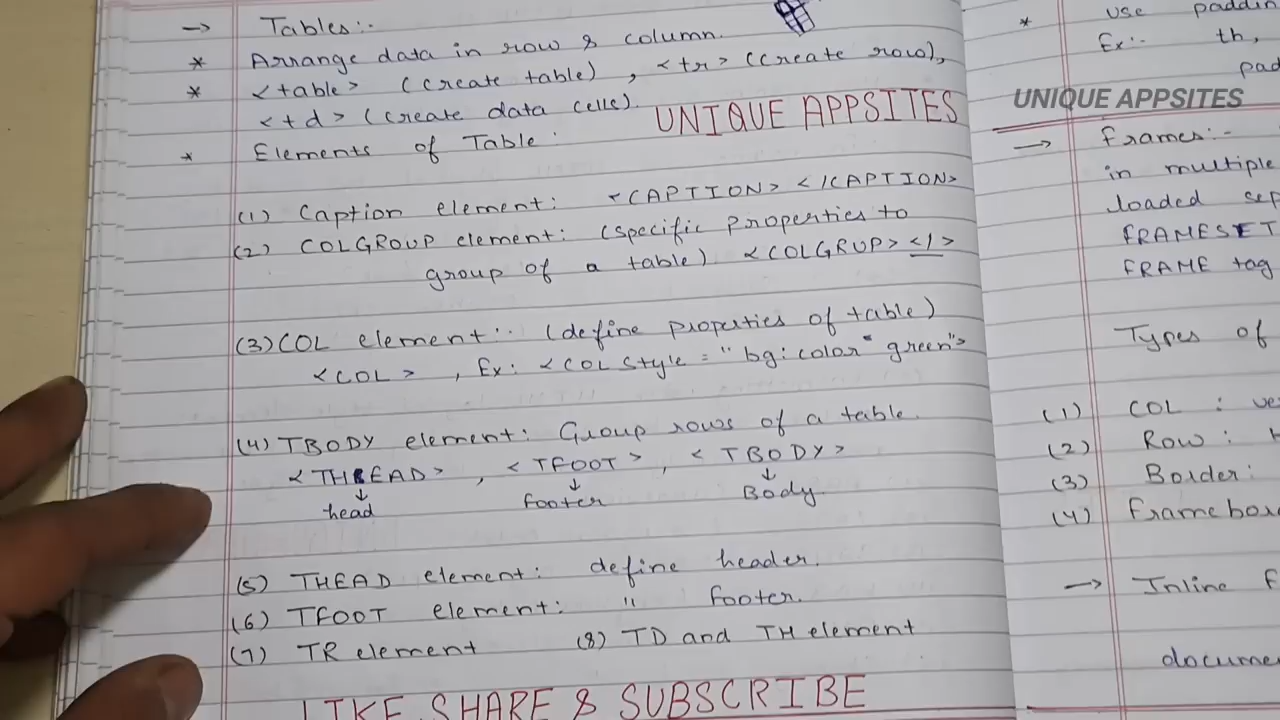 → Tables:-
* Arrange data in row & column.
* <table> (create table), <tr> (create row),
<td> (create data cells).
UNIQUE APPSITES
* Elements of Table:
(1) Caption element: <CAPTION> </CAPTION>
(2) COLGROUP element: (specific properties to
group of a table) <COLGRUP> </>
(3) COL element:- (define properties of table)
<COL>, Ex: <COL style = "bg:color" green">
(4) TBODY element: Group rows of a table.
<THEAD>, <TFOOT>, <TBODY>
↓ ↓ ↓
head footer Body
(5) THEAD element: define header.
(6) TFOOT element: " footer.
(7) TR element (8) TD and TH element
LIKE SHARE & SUBSCRIBE
* use
Ex:- th,
UNIQUE APPSITES
→ frames:-
in multiple
loaded
FRAMESET
FRAME tag
Types of
(1) COL :
(2) Row :
(3) Border:
(4)
→ Inline